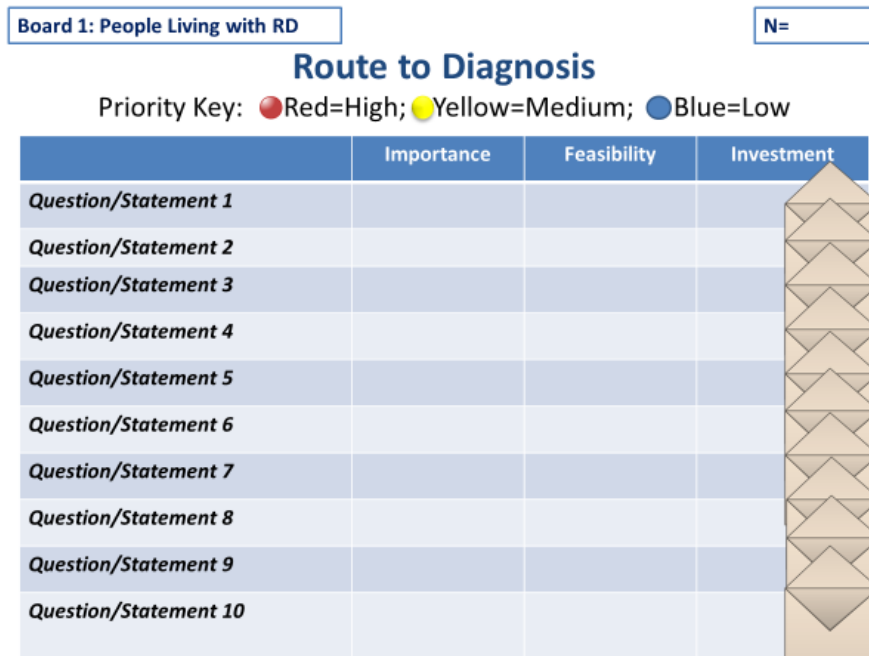 Board 1: People Living with RD
N=
Route to Diagnosis
Priority Key: Red=High; Yellow=Medium; Blue=Low
Importance Feasibility Investment
Question/Statement 1
Question/Statement 2
Question/Statement 3
Question/Statement 4
Question/Statement 5
Question/Statement 6
Question/Statement 7
Question/Statement 8
Question/Statement 9
Question/Statement 10